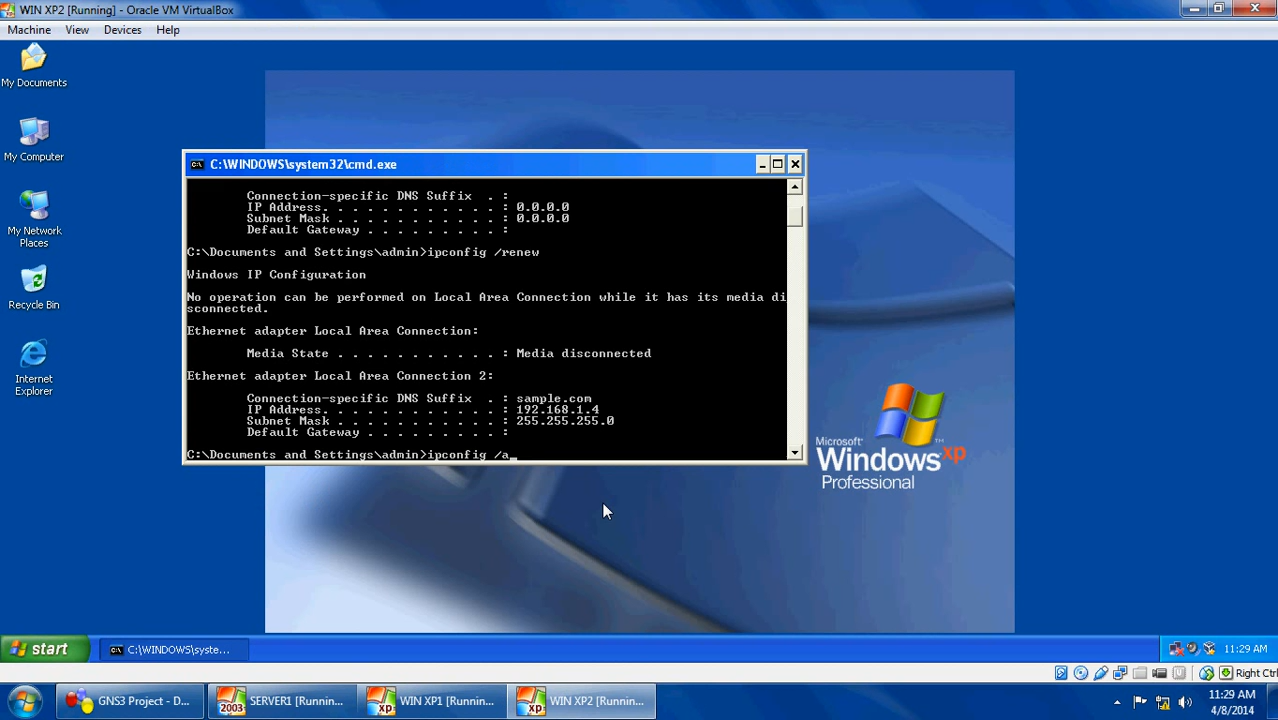 WIN XP2 [Running] - Oracle VM VirtualBox
Machine View Devices Help
My Documents
My Computer
My Network
Places
Recycle Bin
Internet
Explorer
C:\WINDOWS\system32\cmd.exe
Connection-specific DNS Suffix . :
IP Address. . . . . . . . . . . . : 0.0.0.0
Subnet Mask . . . . . . . . . . . : 0.0.0.0
Default Gateway . . . . . . . . . :
C:\Documents and Settings\admin>ipconfig /renew
Windows IP Configuration
No operation can be performed on Local Area Connection while it has its media di
sconnected.
Ethernet adapter Local Area Connection:
Media State . . . . . . . . . . . : Media disconnected
Ethernet adapter Local Area Connection 2:
Connection-specific DNS Suffix . : sample.com
IP Address. . . . . . . . . . . . : 192.168.1.4
Subnet Mask . . . . . . . . . . . : 255.255.255.0
Default Gateway . . . . . . . . . :
C:\Documents and Settings\admin>ipconfig /a_
Microsoft
Windows xp
Professional
start
C:\WINDOWS\syste...
11:29 AM
Right Ctrl
GNS3 Project - D...
2003
SERVER1 [Runnin...
xp
WIN XP1 [Runnin...
xp
WIN XP2 [Runnin...
11:29 AM
4/8/2014